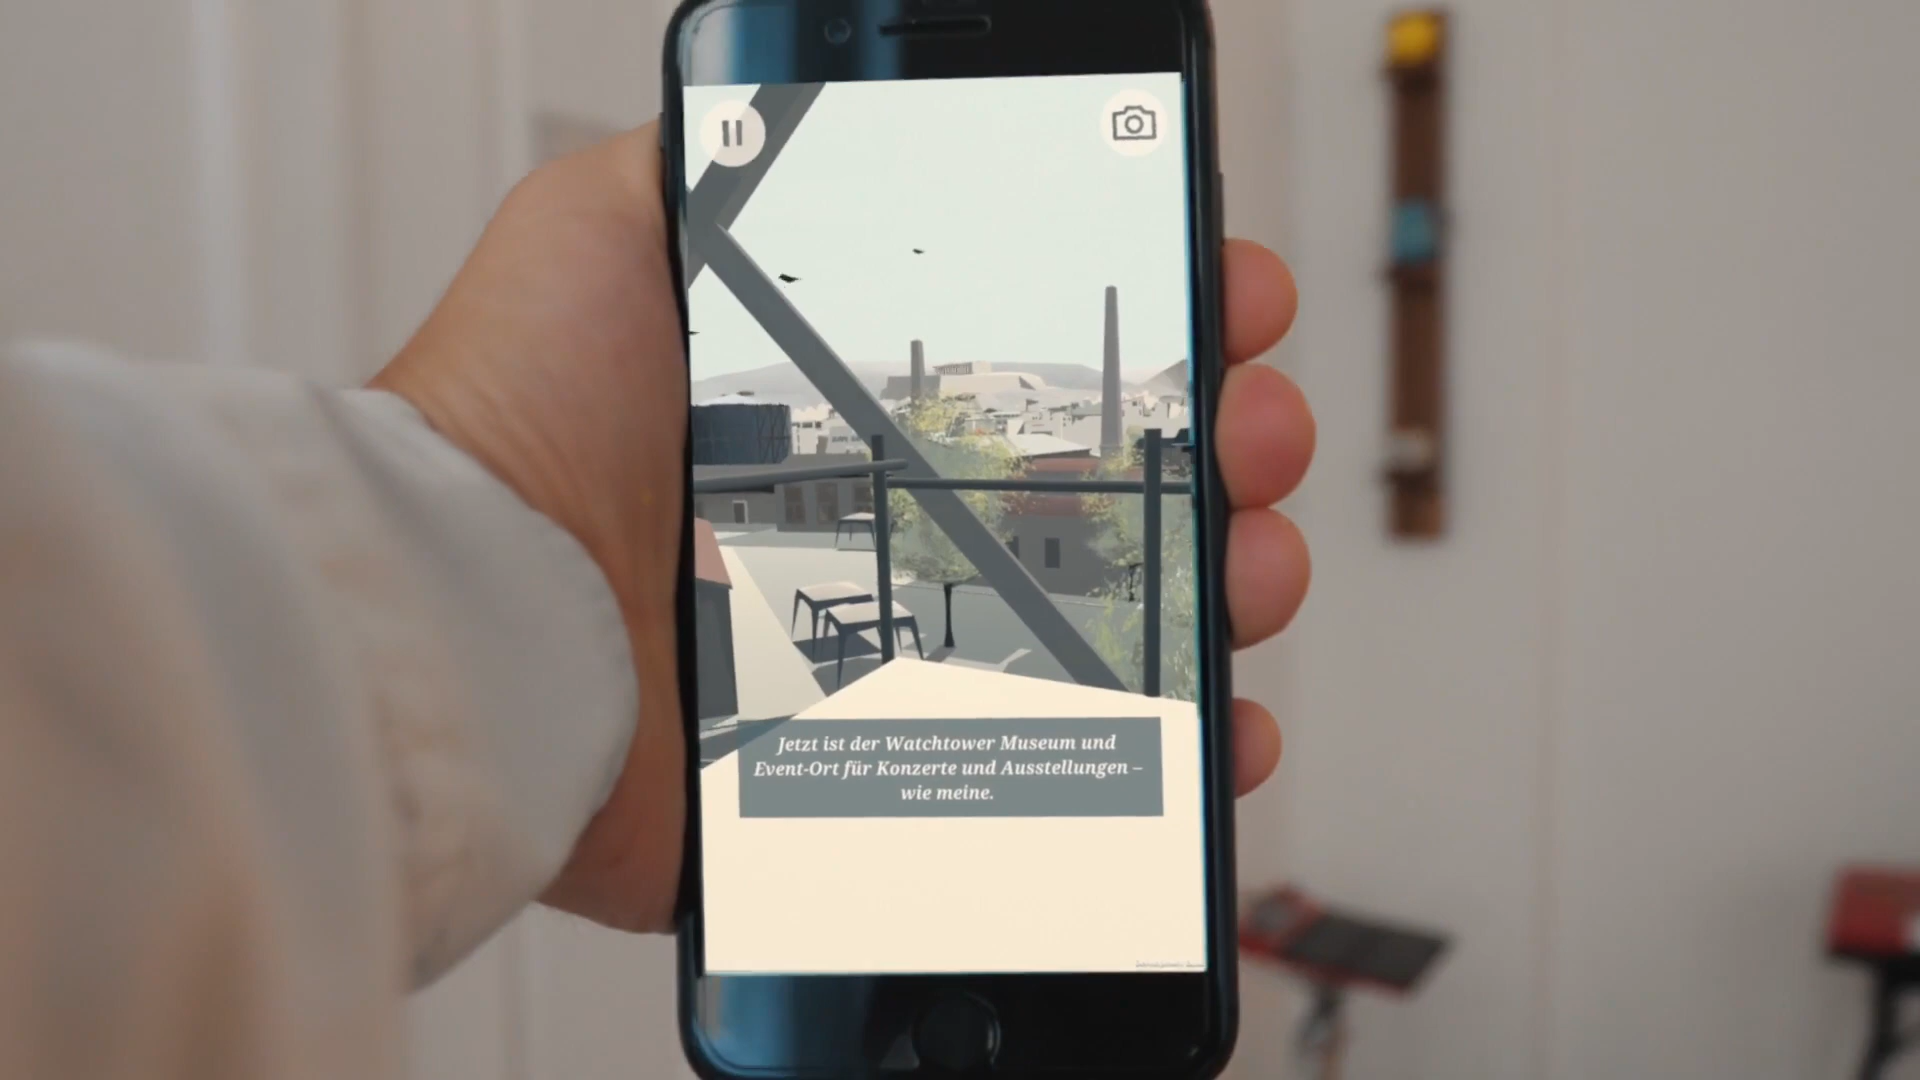 Jetzt ist der Watchtower Museum und
Event-Ort für Konzerte und Ausstellungen –
wie meine.